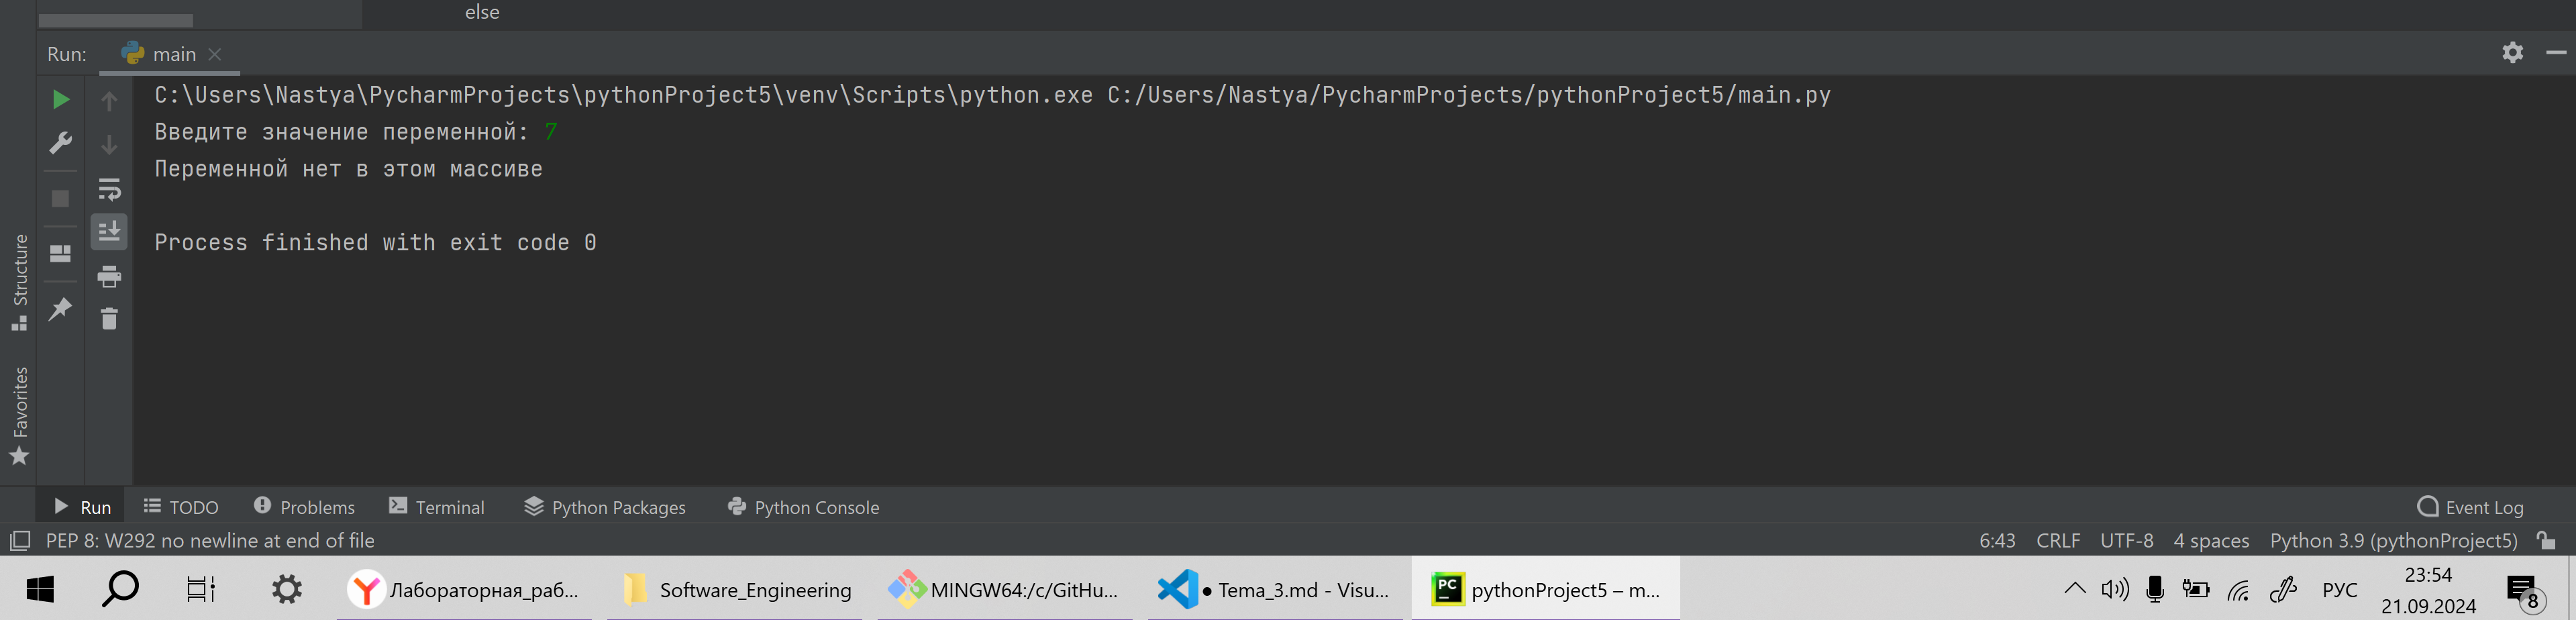 else
Run: main
C:\Users\Nastya\PycharmProjects\pythonProject5\venv\Scripts\python.exe C:/Users/Nastya/PycharmProjects/pythonProject5/main.py
Введите значение переменной: 7
Переменной нет в этом массиве
Process finished with exit code 0
Structure
Favorites
Run TODO Problems Terminal Python Packages Python Console Event Log
PEP 8: W292 no newline at end of file 6:43 CRLF UTF-8 4 spaces Python 3.9 (pythonProject5)
Лабораторная_раб... Software_Engineering MINGW64:/c/GitHu... ● Tema_3.md - Visu... PC pythonProject5 – m... РУС 23:54
21.09.2024 8